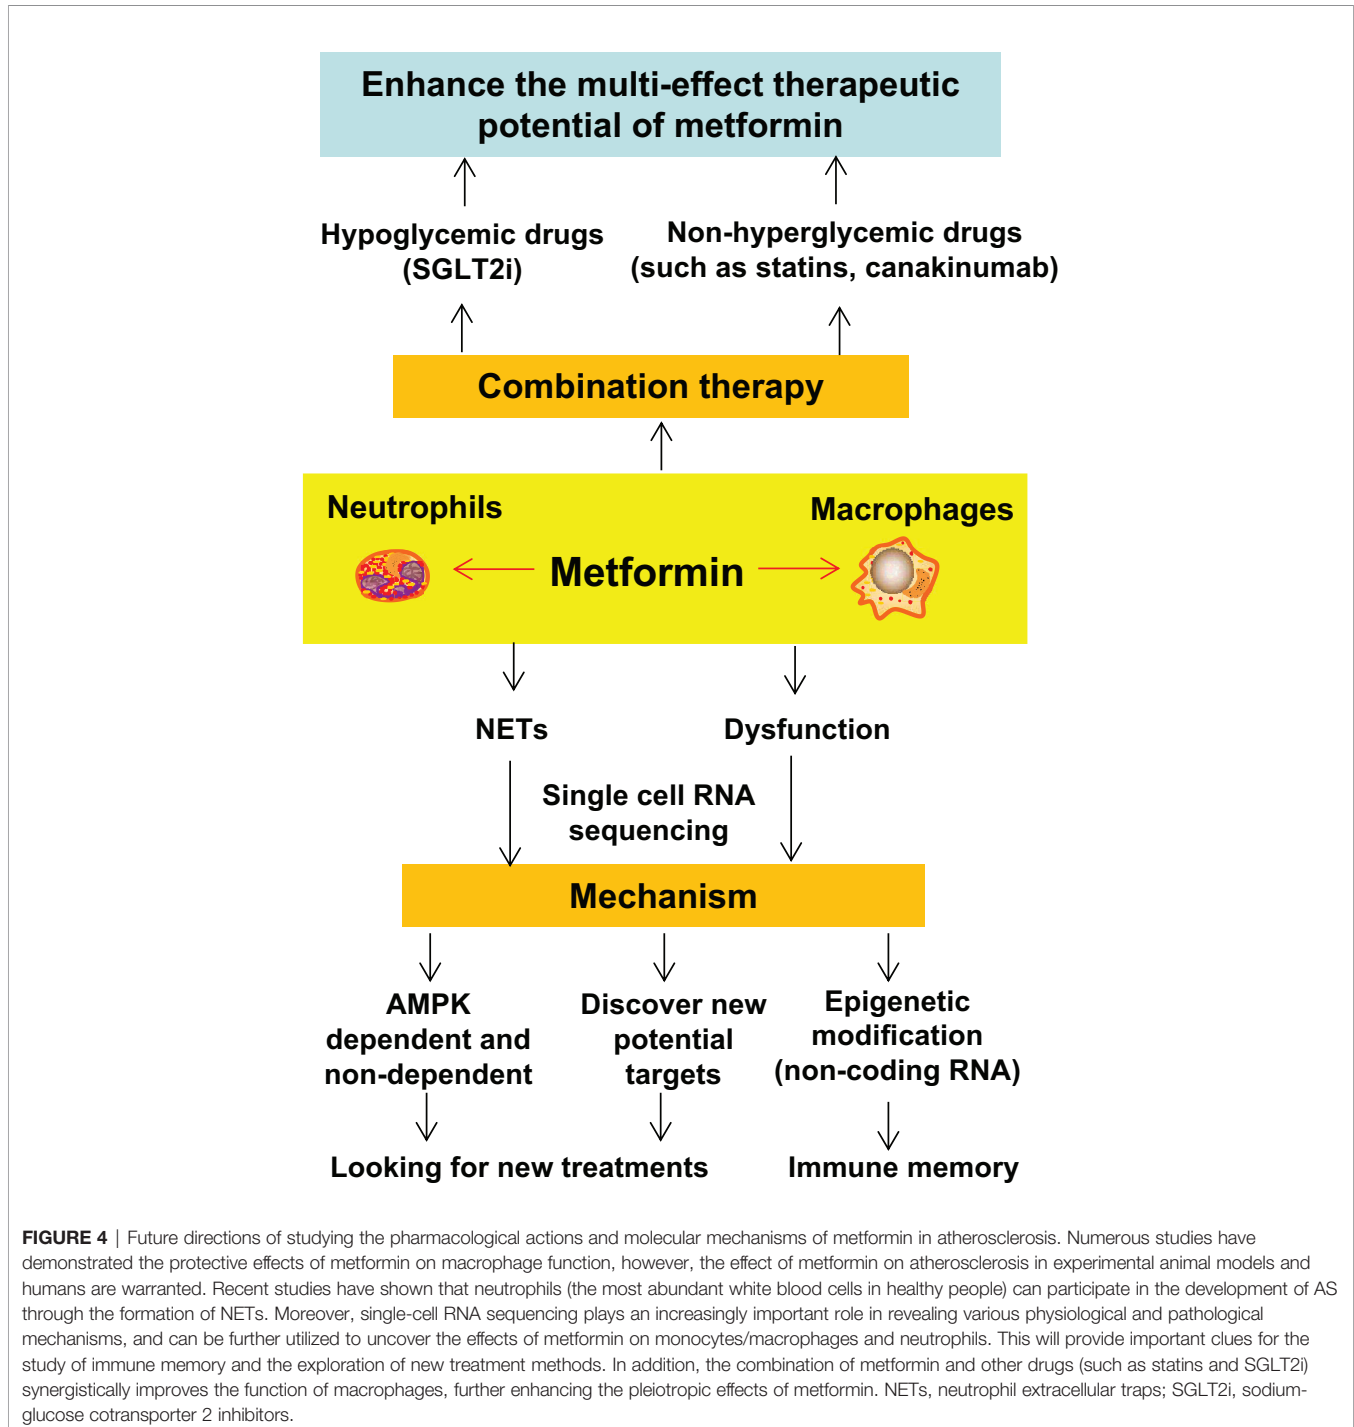 Enhance the multi-effect therapeutic
potential of metformin
Hypoglycemic drugs
(SGLT2i)
Non-hyperglycemic drugs
(such as statins, canakinumab)
Combination therapy
Neutrophils
Macrophages
Metformin
NETs
Dysfunction
Single cell RNA
sequencing
Mechanism
AMPK
dependent and
non-dependent
Discover new
potential
targets
Epigenetic
modification
(non-coding RNA)
Looking for new treatments
Immune memory
FIGURE 4 | Future directions of studying the pharmacological actions and molecular mechanisms of metformin in atherosclerosis. Numerous studies have
demonstrated the protective effects of metformin on macrophage function, however, the effect of metformin on atherosclerosis in experimental animal models and
humans are warranted. Recent studies have shown that neutrophils (the most abundant white blood cells in healthy people) can participate in the development of AS
through the formation of NETs. Moreover, single-cell RNA sequencing plays an increasingly important role in revealing various physiological and pathological
mechanisms, and can be further utilized to uncover the effects of metformin on monocytes/macrophages and neutrophils. This will provide important clues for the
study of immune memory and the exploration of new treatment methods. In addition, the combination of metformin and other drugs (such as statins and SGLT2i)
synergistically improves the function of macrophages, further enhancing the pleiotropic effects of metformin. NETs, neutrophil extracellular traps; SGLT2i, sodium-
glucose cotransporter 2 inhibitors.